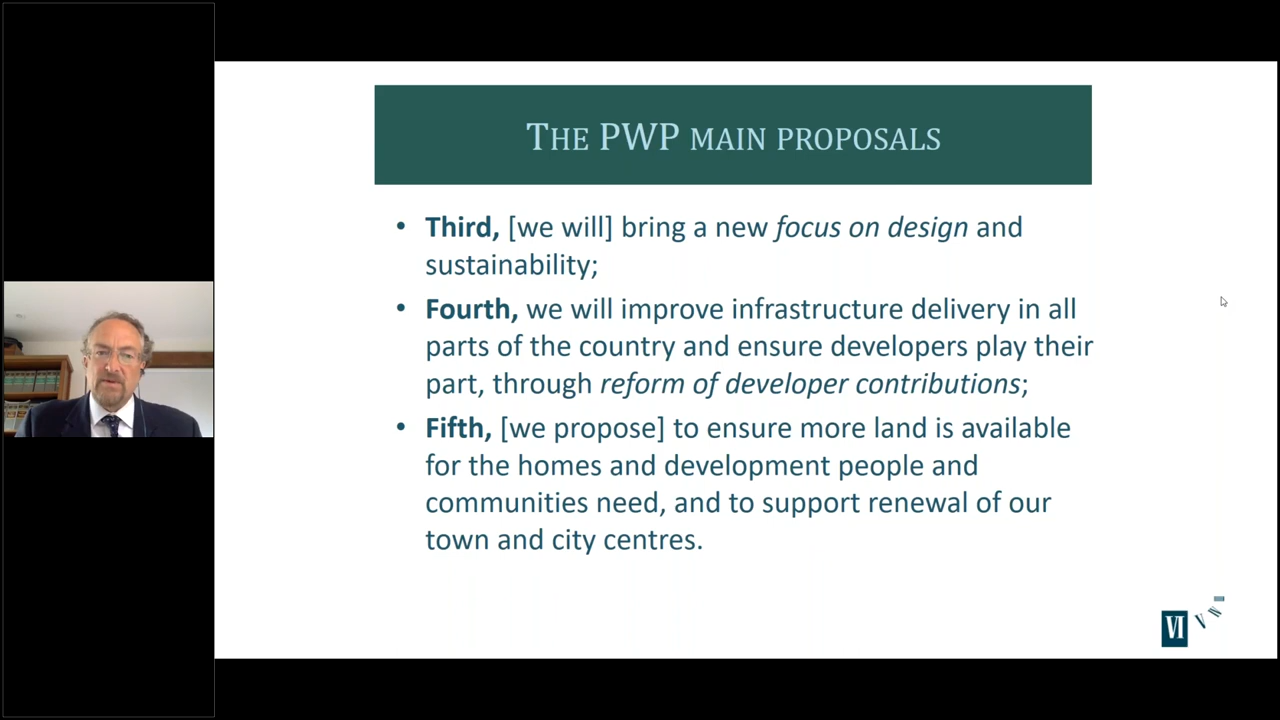 THE PWP MAIN PROPOSALS
• Third, [we will] bring a new focus on design and
sustainability;
• Fourth, we will improve infrastructure delivery in all
parts of the country and ensure developers play their
part, through reform of developer contributions;
• Fifth, [we propose] to ensure more land is available
for the homes and development people and
communities need, and to support renewal of our
town and city centres.
VI